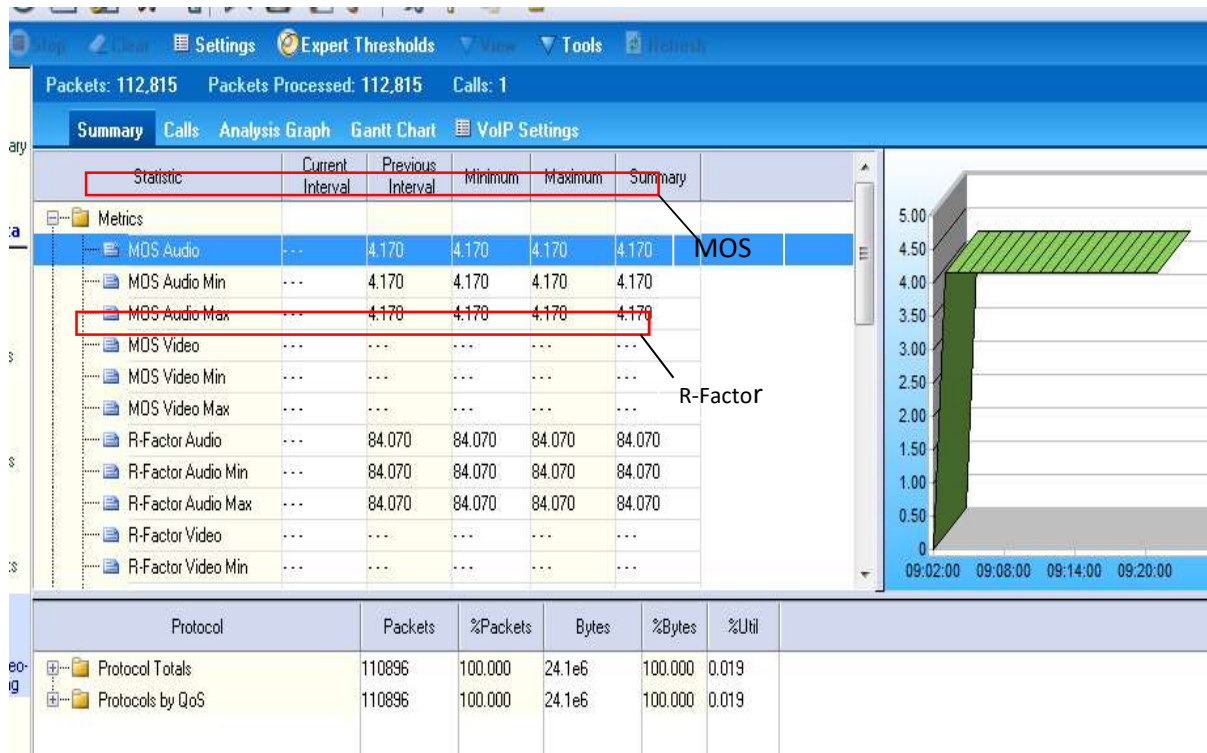 Stop Clear Settings Expert Thresholds View Tools Refresh
Packets: 112,815 Packets Processed: 112,815 Calls: 1
Summary Calls Analysis Graph Gantt Chart VoIP Settings
Statistic Current Interval Previous Interval Minimum Maximum Summary
Metrics
MOS Audio --- 4.170 4.170 4.170 4.170
MOS
MOS Audio Min --- 4.170 4.170 4.170 4.170
MOS Audio Max --- 4.170 4.170 4.170 4.170
MOS Video --- --- --- --- ---
MOS Video Min --- --- --- --- ---
R-Factor
MOS Video Max --- --- --- --- ---
R-Factor Audio --- 84.070 84.070 84.070 84.070
R-Factor Audio Min --- 84.070 84.070 84.070 84.070
R-Factor Audio Max --- 84.070 84.070 84.070 84.070
R-Factor Video --- --- --- --- ---
R-Factor Video Min --- --- --- --- ---
5.00
4.50
4.00
3.50
3.00
2.50
2.00
1.50
1.00
0.50
0
09:02:00 09:08:00 09:14:00 09:20:00
Protocol Packets %Packets Bytes %Bytes %Util
Protocol Totals 110896 100.000 24.1e6 100.000 0.019
Protocols by QoS 110896 100.000 24.1e6 100.000 0.019